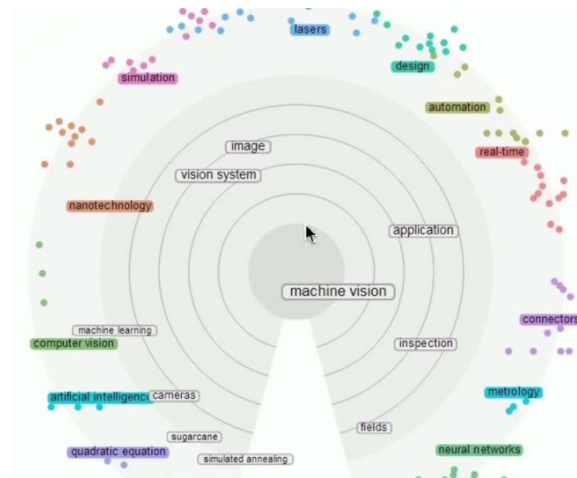 lasers
design
simulation
automation
image
real-time
vision system
nanotechnology
application
machine vision
connectors
machine learning
computer vision
inspection
artificial intelligence
cameras
metrology
fields
sugarcane
quadratic equation
simulated annealing
neural networks